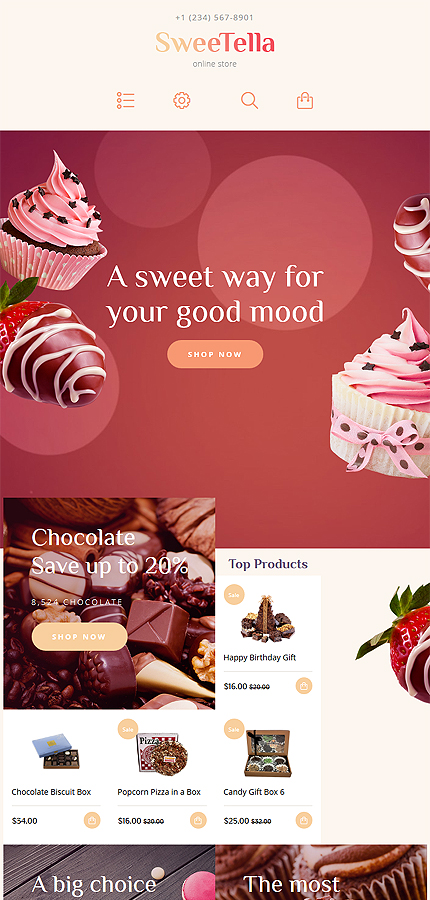 +1 (234) 567-8901
SweeTella
online store
A sweet way for
your good mood
SHOP NOW
Chocolate
Save up to 20%
8,524 CHOCOLATE
SHOP NOW
Top Products
Sale
Happy Birthday Gift
$16.00 $20.00
Chocolate Biscuit Box
$34.00
Sale
Pizza
Popcorn Pizza in a Box
$16.00 $20.00
Sale
Candy Gift Box 6
$25.00 $32.00
A big choice
The most